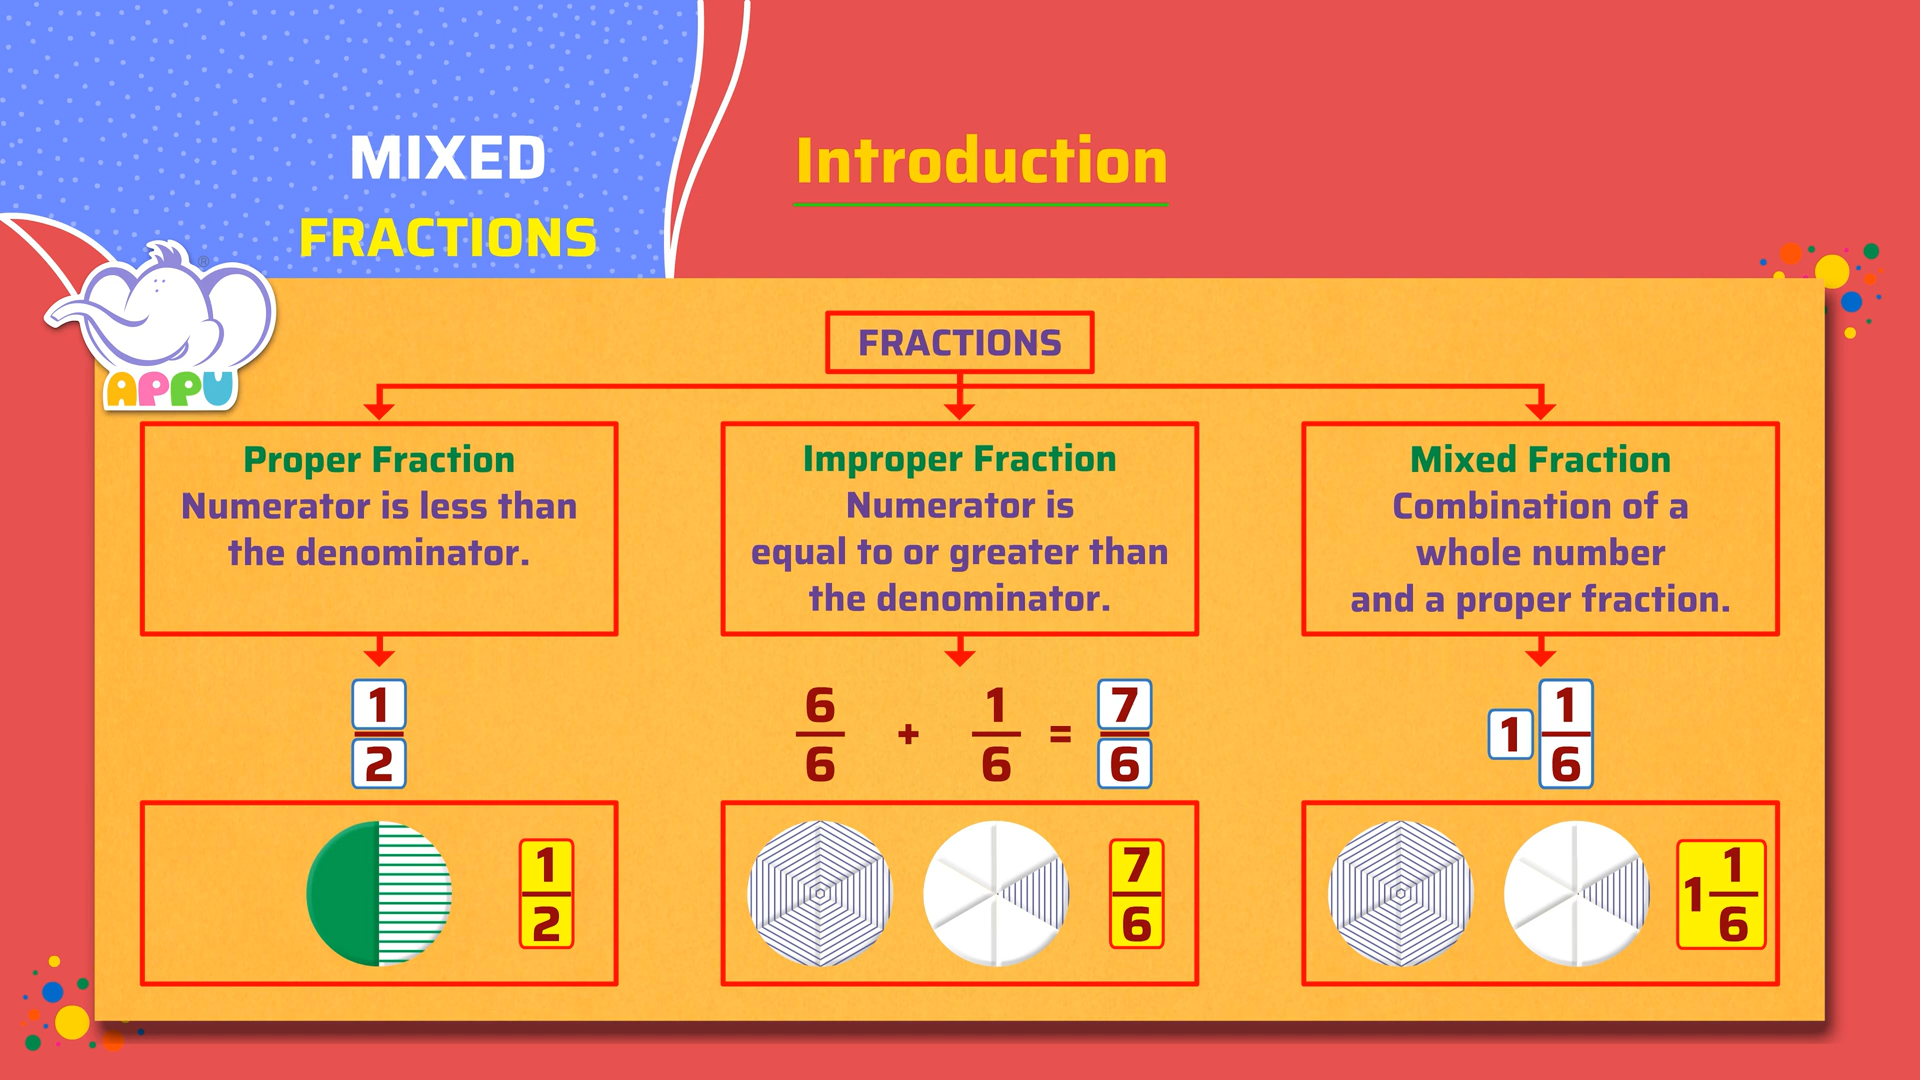 MIXED
FRACTIONS
Introduction
®
APPU
FRACTIONS
Proper Fraction
Numerator is less than
the denominator.
Improper Fraction
Numerator is
equal to or greater than
the denominator.
Mixed Fraction
Combination of a
whole number
and a proper fraction.
1/2
6/6 + 1/6 = 7/6
1 1/6
1/2
7/6
1 1/6